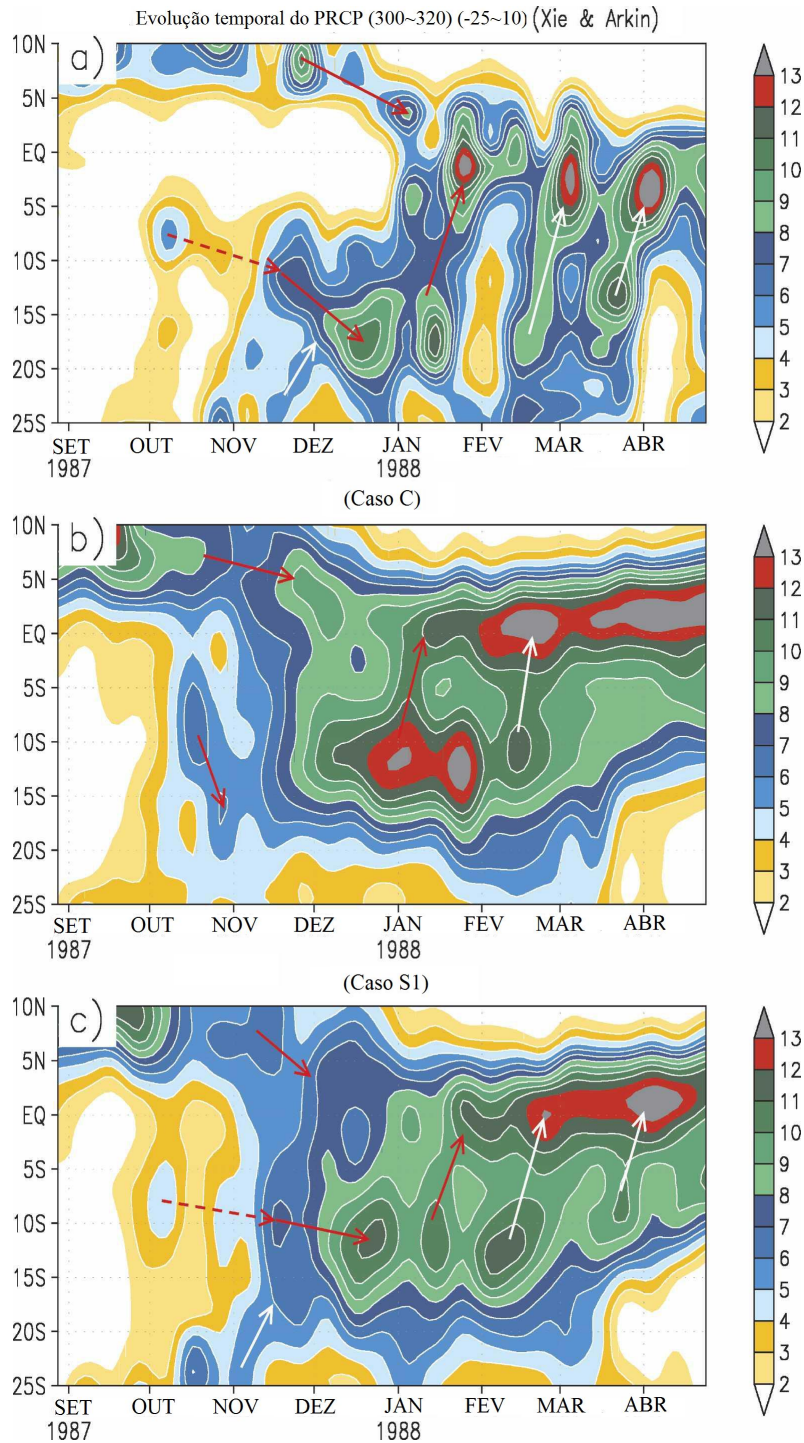 Evolução temporal do PRCP (300~320) (-25~10) (Xie & Arkin)
a)
10N
5N
EQ
5S
10S
15S
20S
25S
SET OUT NOV DEZ JAN FEV MAR ABR
1987 1988
13
12
11
10
9
8
7
6
5
4
3
2
(Caso C)
b)
10N
5N
EQ
5S
10S
15S
20S
25S
SET OUT NOV DEZ JAN FEV MAR ABR
1987 1988
13
12
11
10
9
8
7
6
5
4
3
2
(Caso S1)
c)
10N
5N
EQ
5S
10S
15S
20S
25S
SET OUT NOV DEZ JAN FEV MAR ABR
1987 1988
13
12
11
10
9
8
7
6
5
4
3
2